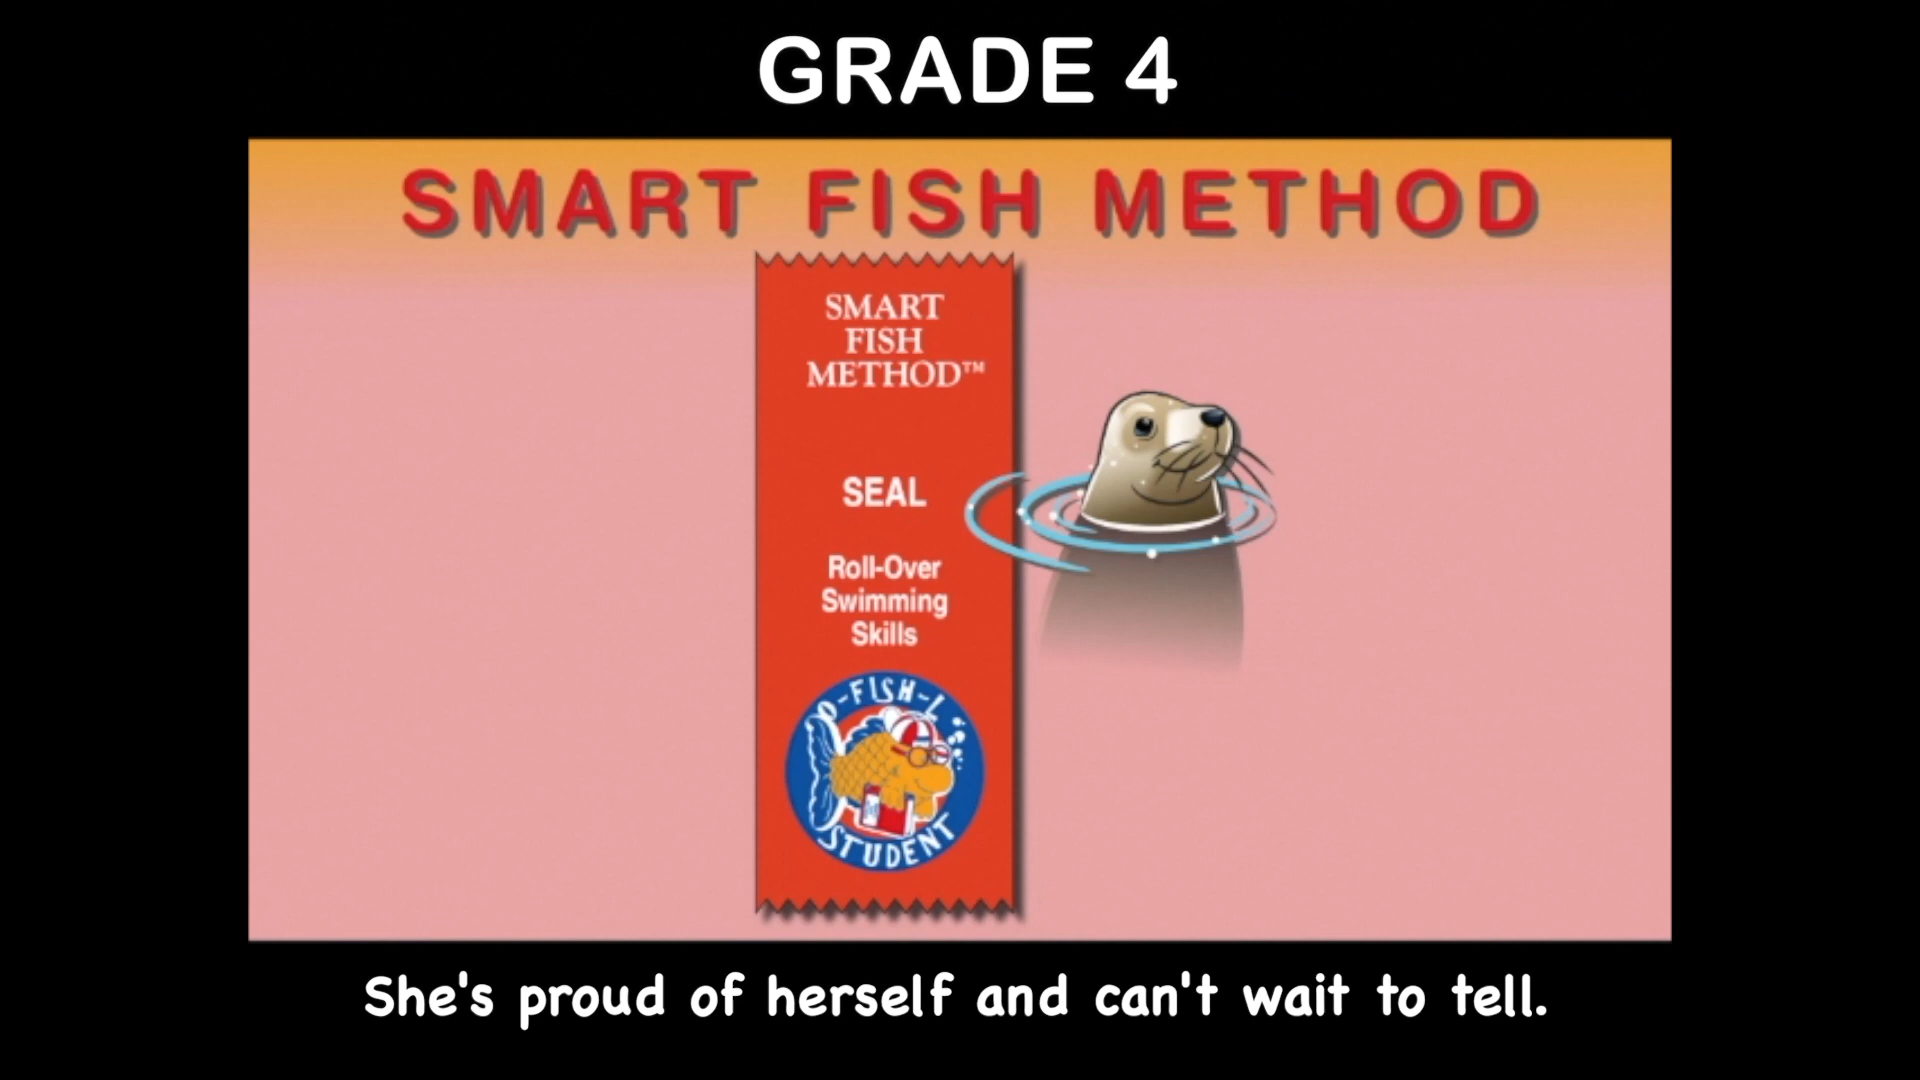 GRADE 4
SMART FISH METHOD
SMART
FISH
METHOD™
SEAL
Roll-Over
Swimming
Skills
O-FISH-L
STUDENT
She's proud of herself and can't wait to tell.